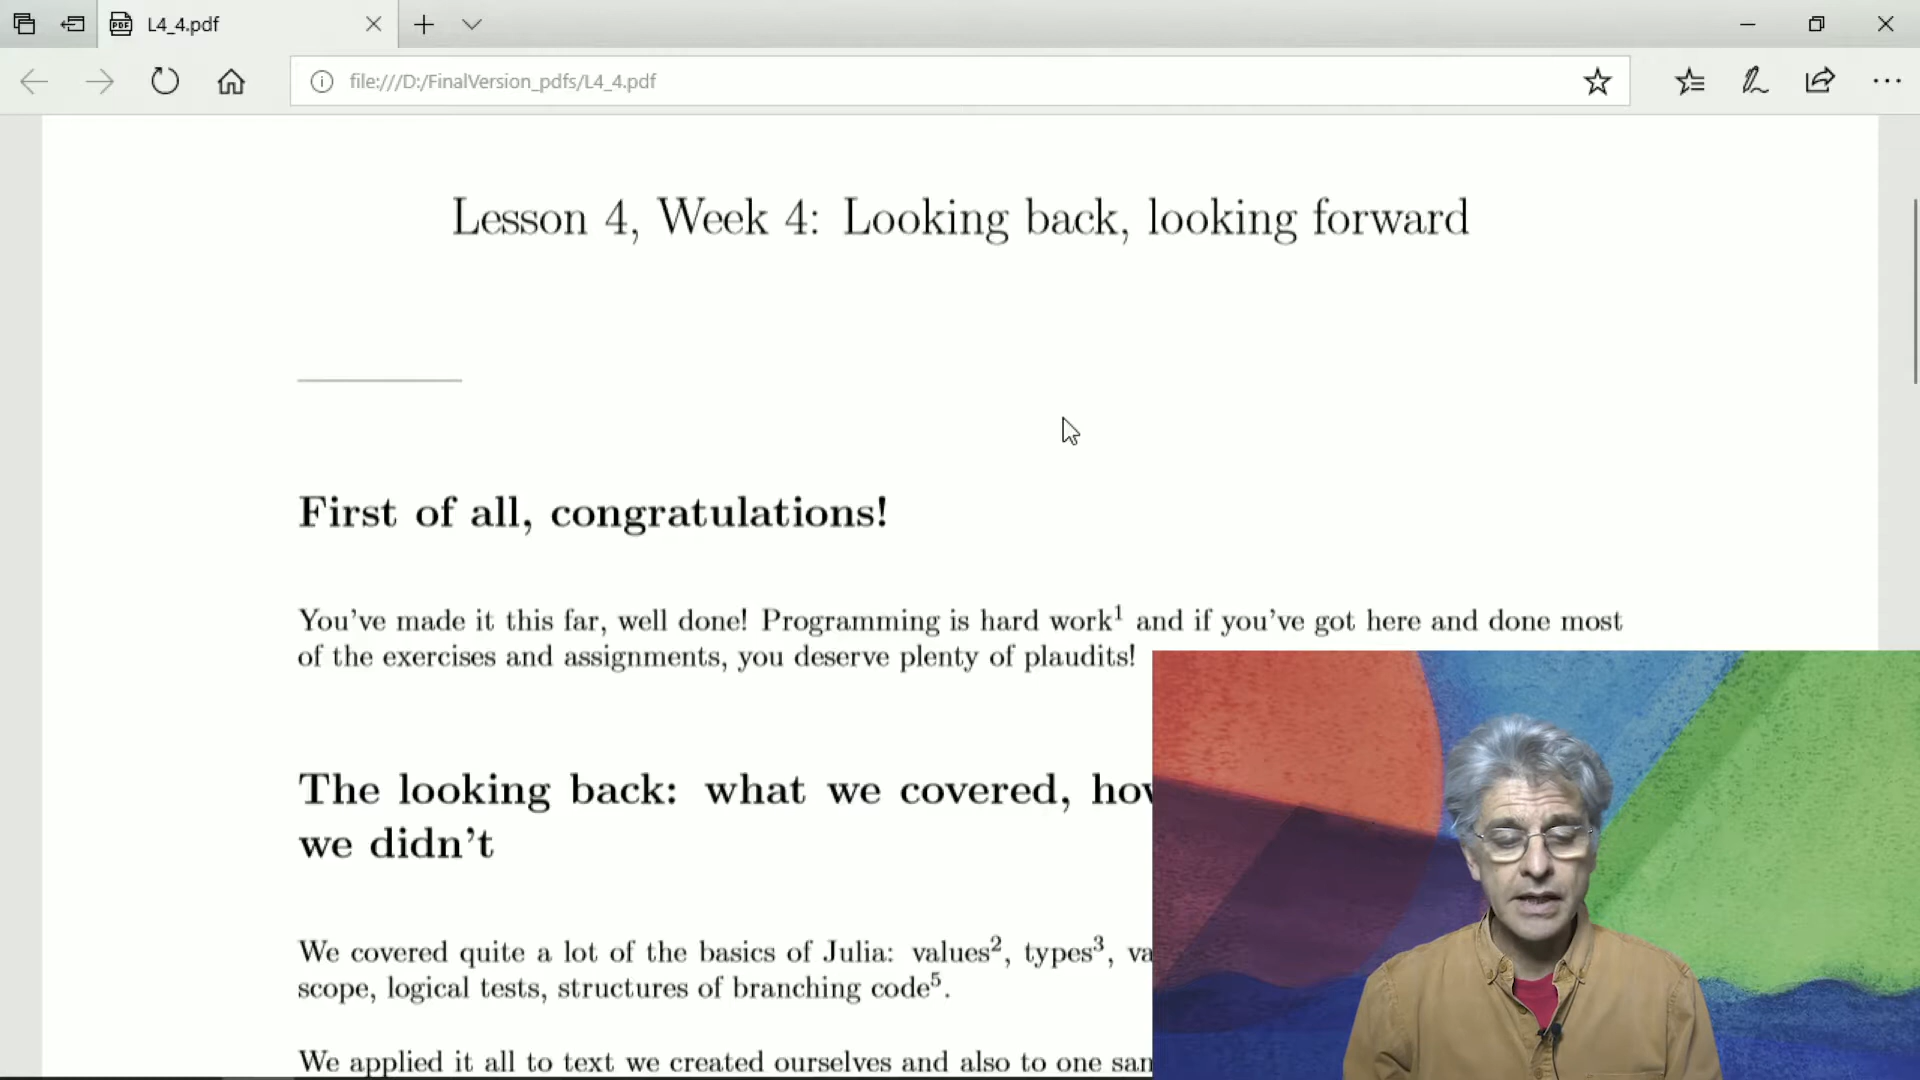 L4_4.pdf
file:///D:/FinalVersion_pdfs/L4_4.pdf
Lesson 4, Week 4: Looking back, looking forward
First of all, congratulations!
You've made it this far, well done! Programming is hard work¹ and if you've got here and done most
of the exercises and assignments, you deserve plenty of plaudits!
The looking back: what we covered,
we didn't
We covered quite a lot of the basics of Julia: values², types³,
scope, logical tests, structures of branching code⁵.
We applied it all to text we created ourselves and also to one